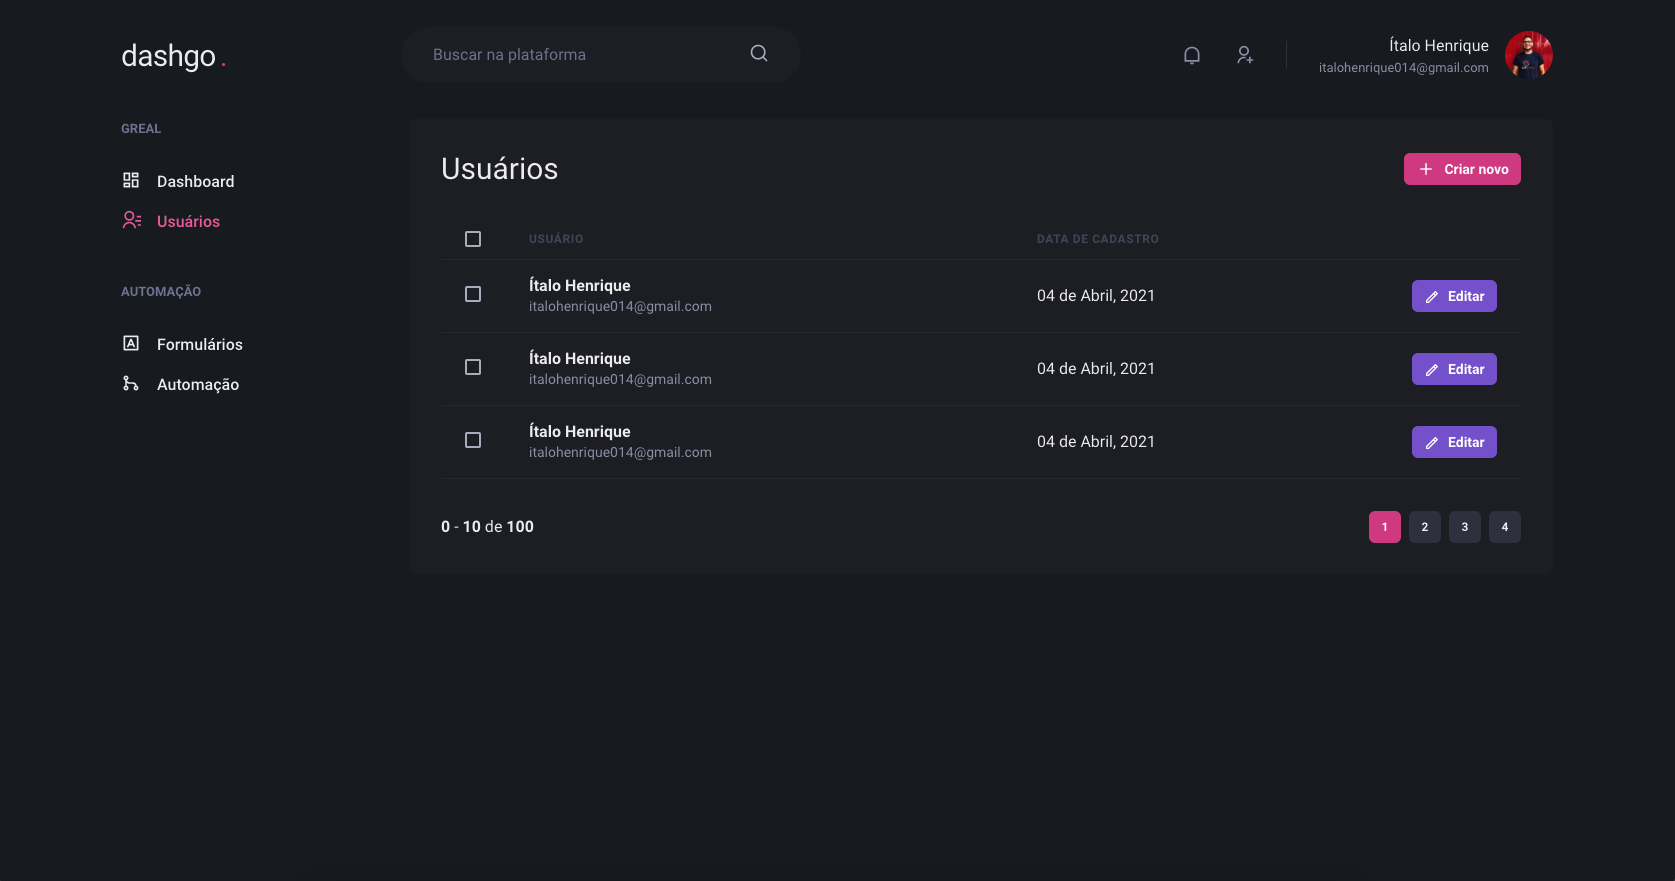 dashgo.
Buscar na plataforma
Ítalo Henrique
italohenrique014@gmail.com
GREAL
Dashboard
Usuários
AUTOMAÇÃO
Formulários
Automação
Usuários
Criar novo
USUÁRIO DATA DE CADASTRO
Ítalo Henrique
italohenrique014@gmail.com
04 de Abril, 2021
Editar
Ítalo Henrique
italohenrique014@gmail.com
04 de Abril, 2021
Editar
Ítalo Henrique
italohenrique014@gmail.com
04 de Abril, 2021
Editar
0 - 10 de 100
1 2 3 4